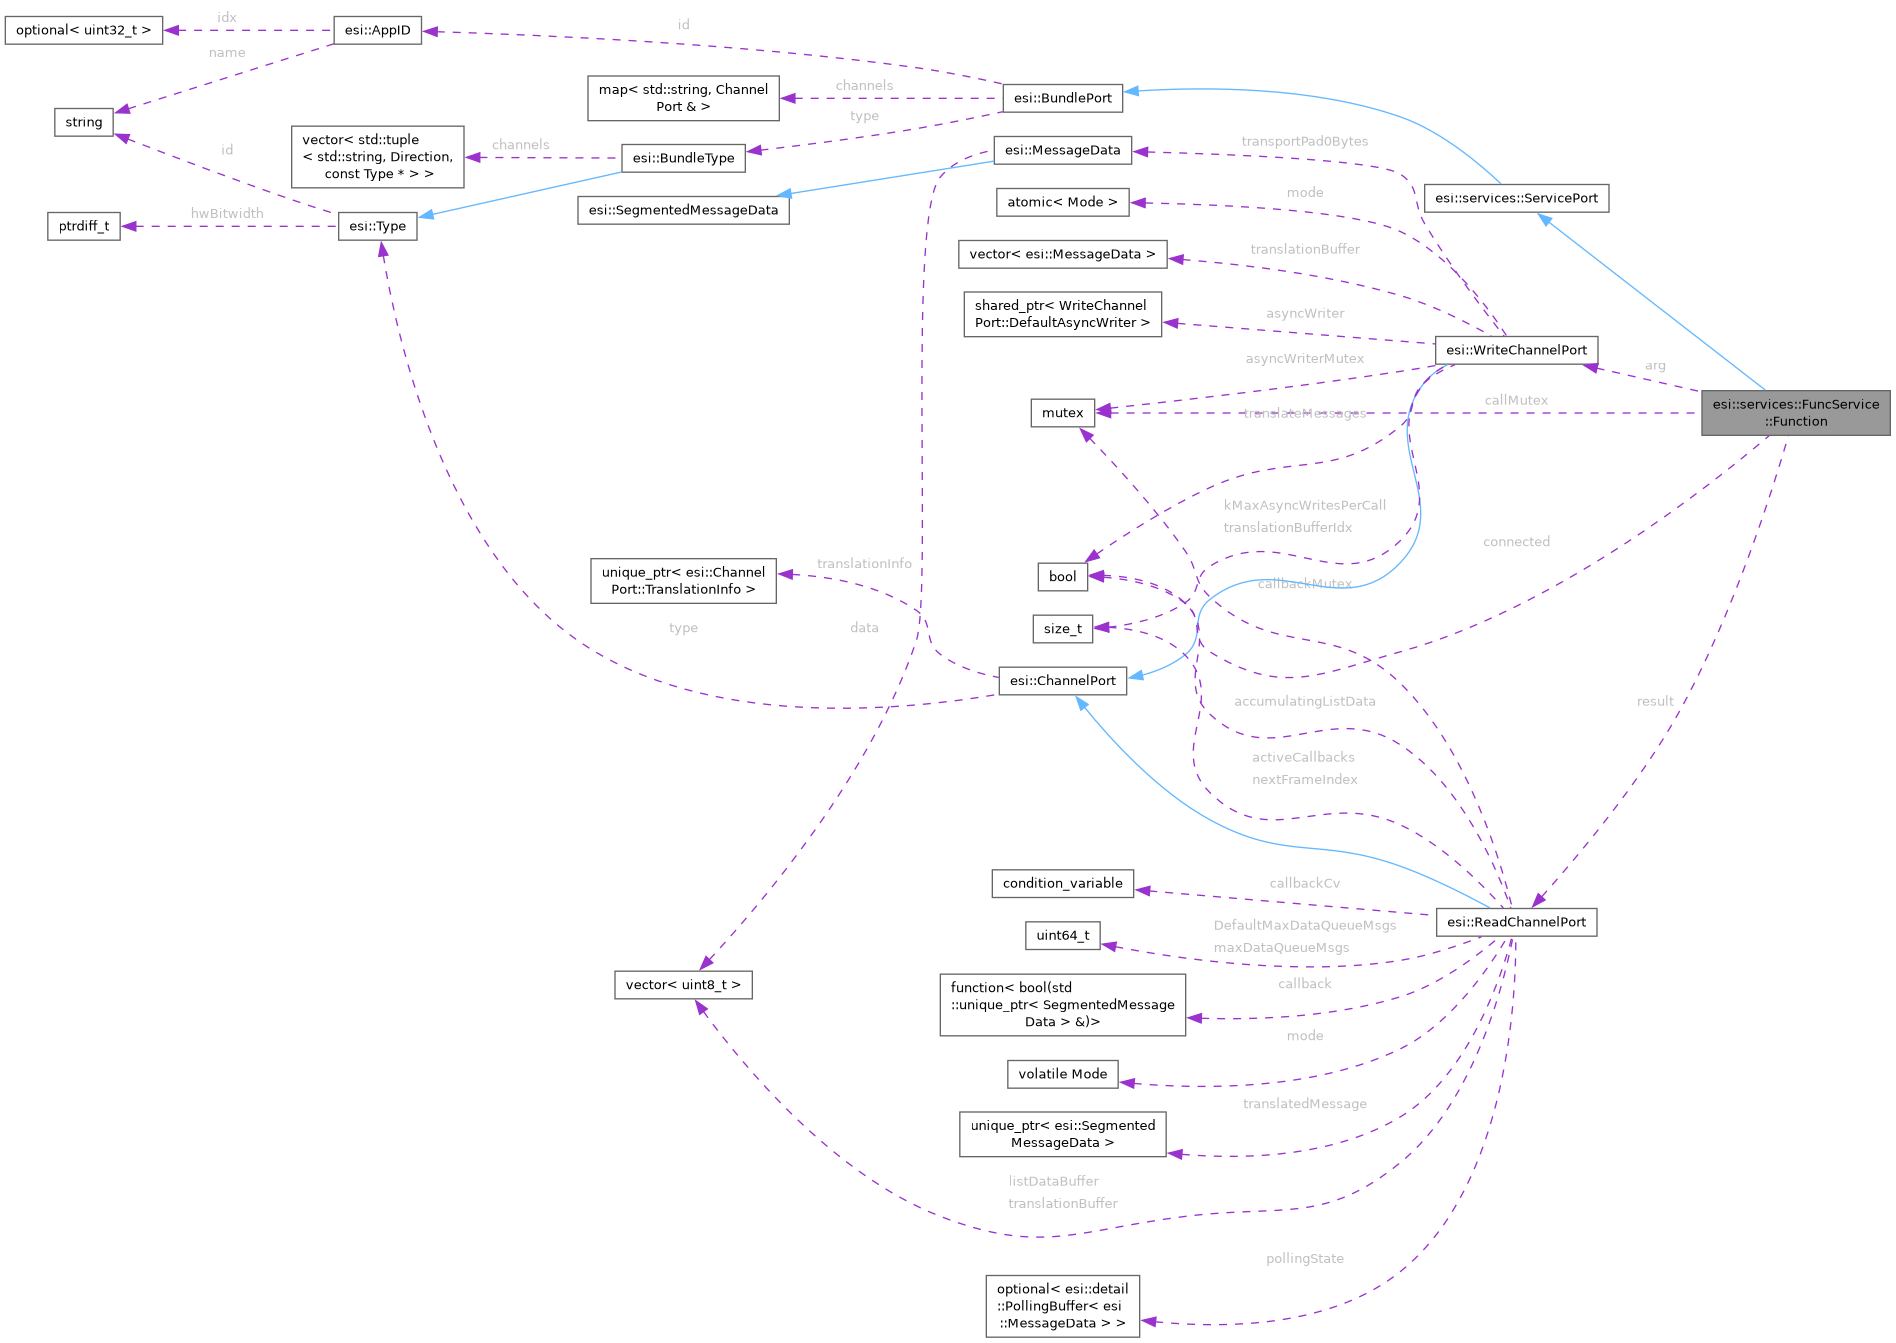 optional< uint32_t >
idx
esi::AppID
id
name
string
map< std::string, Channel
Port & >
channels
esi::BundlePort
type
vector< std::tuple
< std::string, Direction,
const Type * > >
channels
esi::BundleType
id
esi::MessageData
transportPad0Bytes
esi::SegmentedMessageData
atomic< Mode >
mode
esi::services::ServicePort
ptrdiff_t
hwBitwidth
esi::Type
vector< esi::MessageData >
translationBuffer
shared_ptr< WriteChannel
Port::DefaultAsyncWriter >
asyncWriter
esi::WriteChannelPort
asyncWriterMutex
arg
mutex
translateMessages
callMutex
esi::services::FuncService
::Function
kMaxAsyncWritesPerCall
translationBufferIdx
connected
unique_ptr< esi::Channel
Port::TranslationInfo >
translationInfo
bool
callbackMutex
type
data
size_t
esi::ChannelPort
accumulatingListData
result
activeCallbacks
nextFrameIndex
condition_variable
callbackCv
esi::ReadChannelPort
uint64_t
DefaultMaxDataQueueMsgs
maxDataQueueMsgs
vector< uint8_t >
function< bool(std
::unique_ptr< SegmentedMessage
Data > &)>
callback
mode
volatile Mode
translatedMessage
unique_ptr< esi::Segmented
MessageData >
listDataBuffer
translationBuffer
pollingState
optional< esi::detail
::PollingBuffer< esi
::MessageData > >